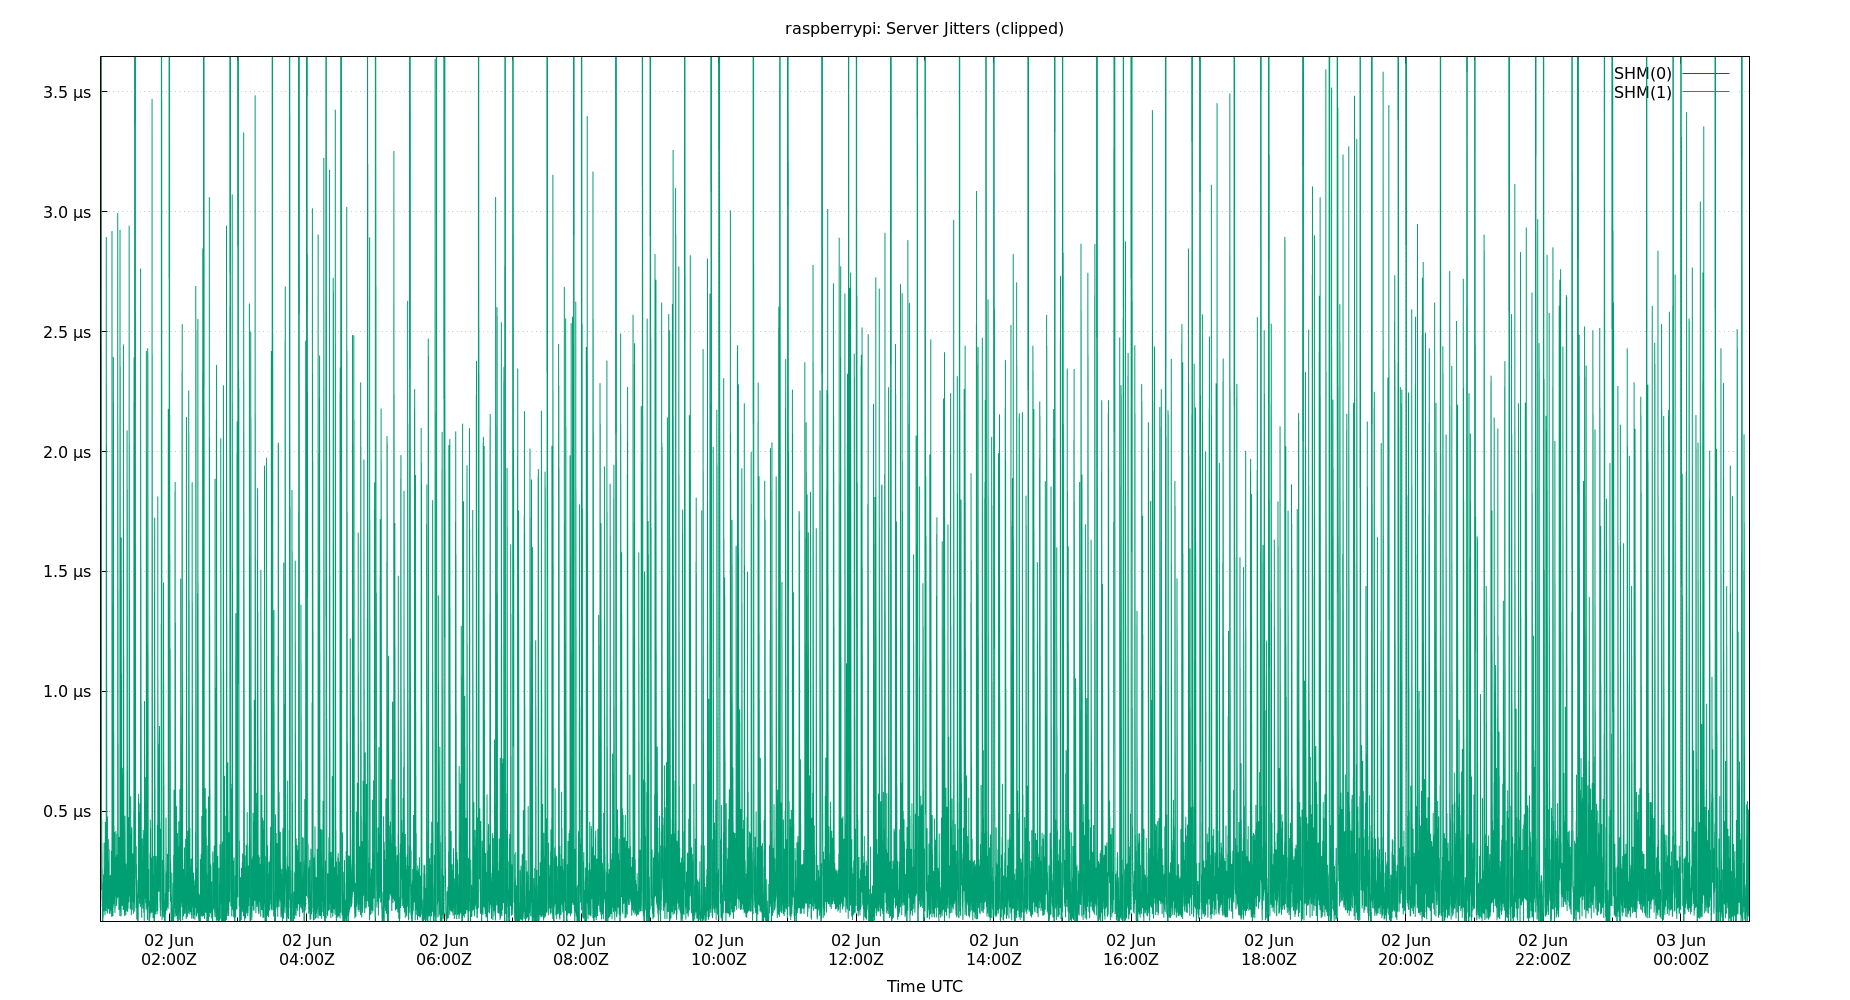 raspberrypi: Server Jitters (clipped)
SHM(0)
SHM(1)
3.5 µs
3.0 µs
2.5 µs
2.0 µs
1.5 µs
1.0 µs
0.5 µs
02 Jun 02 Jun 02 Jun 02 Jun 02 Jun 02 Jun 02 Jun 02 Jun 02 Jun 02 Jun 02 Jun 03 Jun
02:00Z 04:00Z 06:00Z 08:00Z 10:00Z 12:00Z 14:00Z 16:00Z 18:00Z 20:00Z 22:00Z 00:00Z
Time UTC